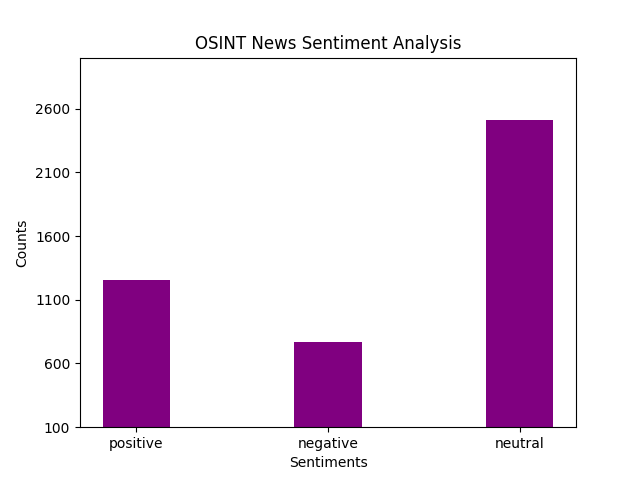 OSINT News Sentiment Analysis
2600
2100
1600
1100
600
100
Counts
positive negative neutral
Sentiments